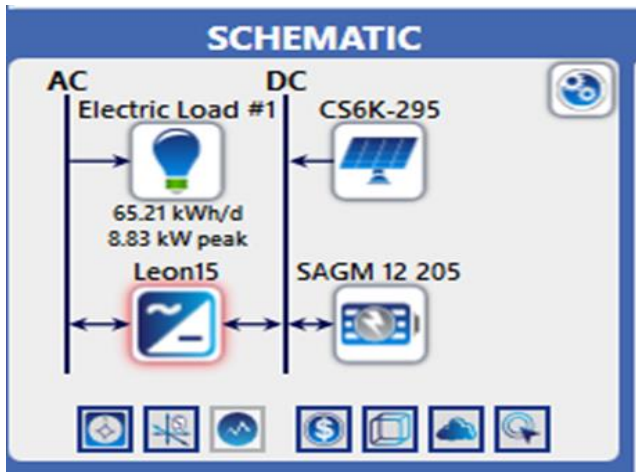 SCHEMATIC
AC DC
Electric Load #1 CS6K-295
65.21 kWh/d
8.83 kW peak
Leon15 SAGM 12 205